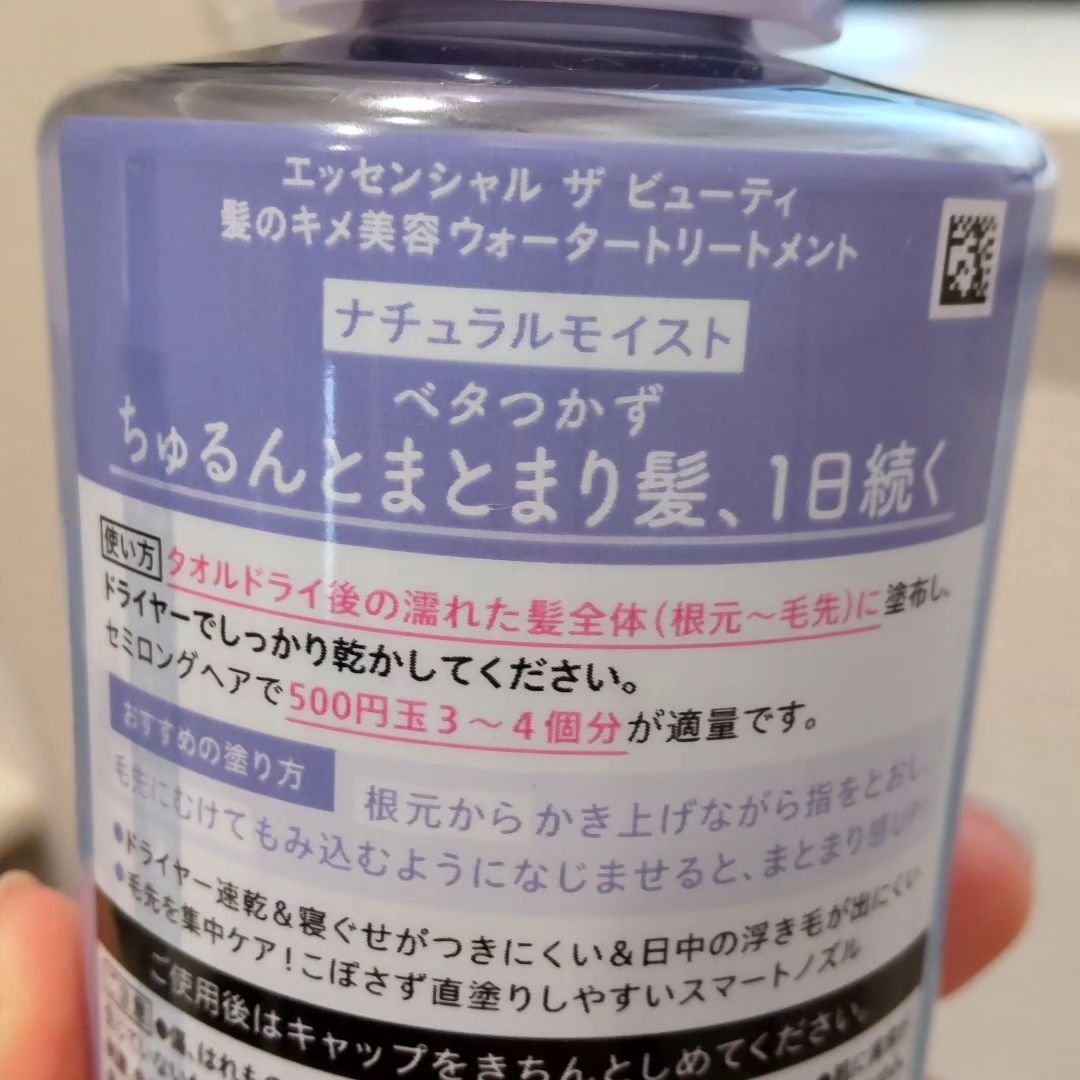 エッセンシャル ザ ビューティ
髪のキメ美容ウォータートリートメント
ナチュラルモイスト
ベタつかず
ちゅるんとまとまり髪、1日続く
使い方 タオルドライ後の濡れた髪全体(根元～毛先)に塗布し、
ドライヤーでしっかり乾かしてください。
セミロングヘアで500円玉3～4個分が適量です。
おすすめの塗り方 根元からかき上げながら指をとおし、
毛先にむけてもみ込むようになじませると、まとまり感
●ドライヤー速乾&寝ぐせがつきにくい&日中の浮き毛が出にくい
●毛先を集中ケア!こぼさず直塗りしやすいスマートノズル
ご使用後はキャップをきちんとしめてください。
ご注意 ●傷、はれもの